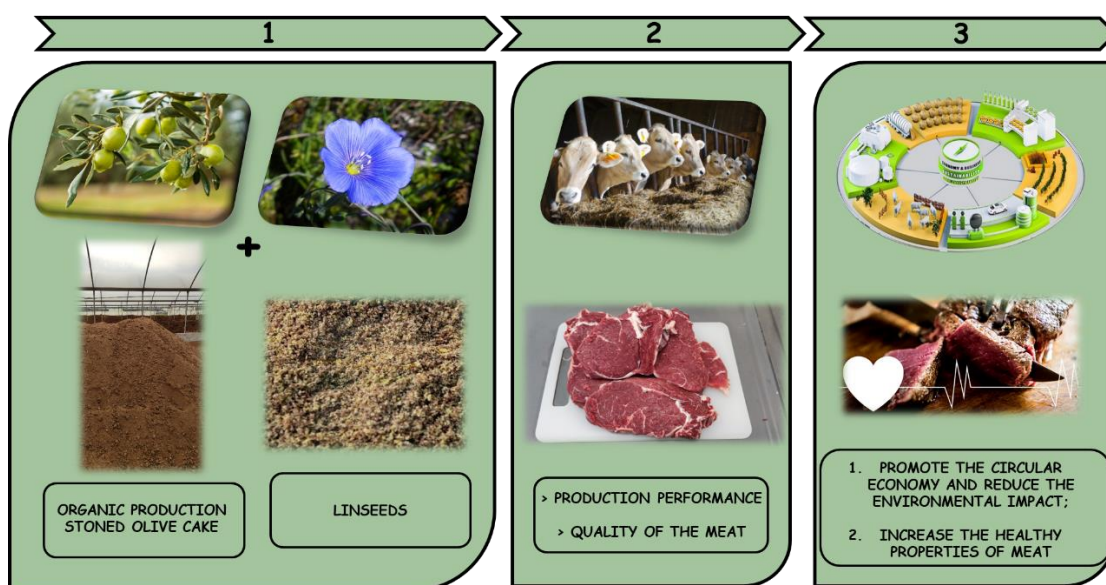 1
2
3
+
ORGANIC PRODUCTION
STONED OLIVE CAKE
LINSEEDS
> PRODUCTION PERFORMANCE
> QUALITY OF THE MEAT
1. PROMOTE THE CIRCULAR
ECONOMY AND REDUCE THE
ENVIRONMENTAL IMPACT;
2. INCREASE THE HEALTHY
PROPERTIES OF MEAT